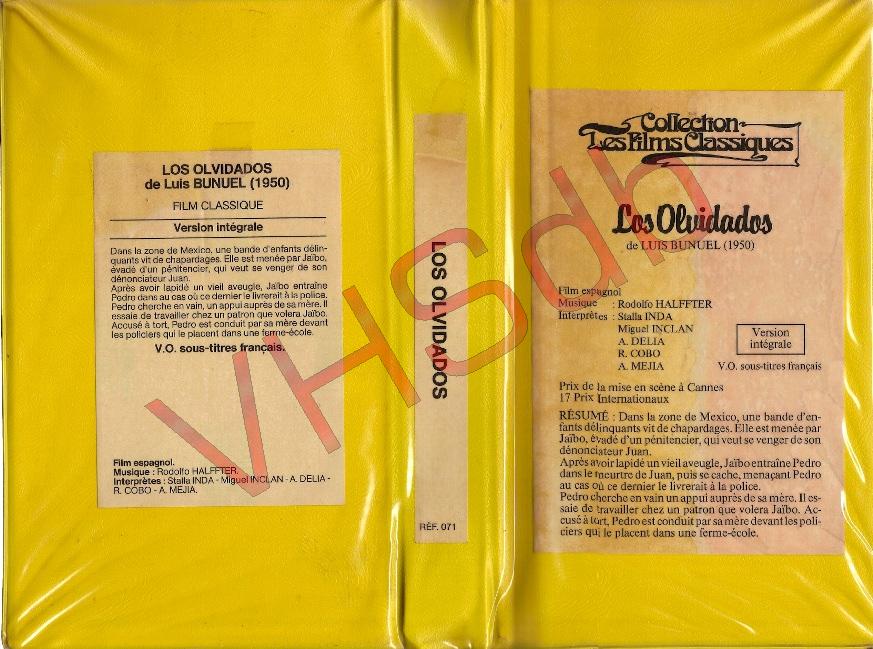 LOS OLVIDADOS
de Luis BUNUEL (1950)
FILM CLASSIQUE
Version intégrale
Dans la zone de Mexico, une bande d'enfants délin-
quants vit de chapardages. Elle est menée par Jaïbo,
évadé d'un pénitencier, qui veut se venger de son
dénonciateur Juan.
Après avoir lapidé un vieil aveugle, Jaïbo entraîne
Pedro dans au cas où ce dernier le livrerait à la police.
Pedro cherche en vain, un appui auprès de sa mère. Il
essaie de travailler chez un patron que volera Jaïbo.
Accusé à tort, Pedro est conduit par sa mère devant
les policiers qui le placent dans une ferme-école.
V.O. sous-titres français.
Film espagnol.
Musique : Rodolfo HALFFTER.
Interprètes : Stalla INDA - Miguel INCLAN - A. DELIA -
R. COBO - A. MEJIA.
LOS OLVIDADOS
RÉF. 071
Collection
Les Films Classiques
Los Olvidados
de LUIS BUNUEL (1950)
Film espagnol
Musique : Rodolfo HALFFTER
Interprètes : Stalla INDA
Miguel INCLAN
A. DELIA
R. COBO
A. MEJIA
Version
intégrale
V.O. sous-titres français
Prix de la mise en scène à Cannes
17 Prix Internationaux
RÉSUMÉ : Dans la zone de Mexico, une bande d'en-
fants délinquants vit de chapardages. Elle est menée par
Jaïbo, évadé d'un pénitencier, qui veut se venger de son
dénonciateur Juan.
Après avoir lapidé un vieil aveugle, Jaïbo entraîne Pedro
dans le meurtre de Juan, puis se cache, menaçant Pedro
au cas où ce dernier le livrerait à la police.
Pedro cherche en vain un appui auprès de sa mère. Il es-
saie de travailler chez un patron que volera Jaïbo. Ac-
cusé à tort, Pedro est conduit par sa mère devant les poli-
ciers qui le placent dans une ferme-école.
VHSdb